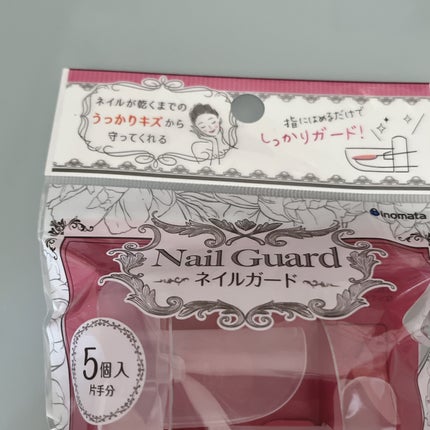 ネイルが乾くまでの
うっかりキズから
守ってくれる
指にはめるだけで
しっかりガード!
inomata
Nail Guard
ネイルガード
5個入
片手分